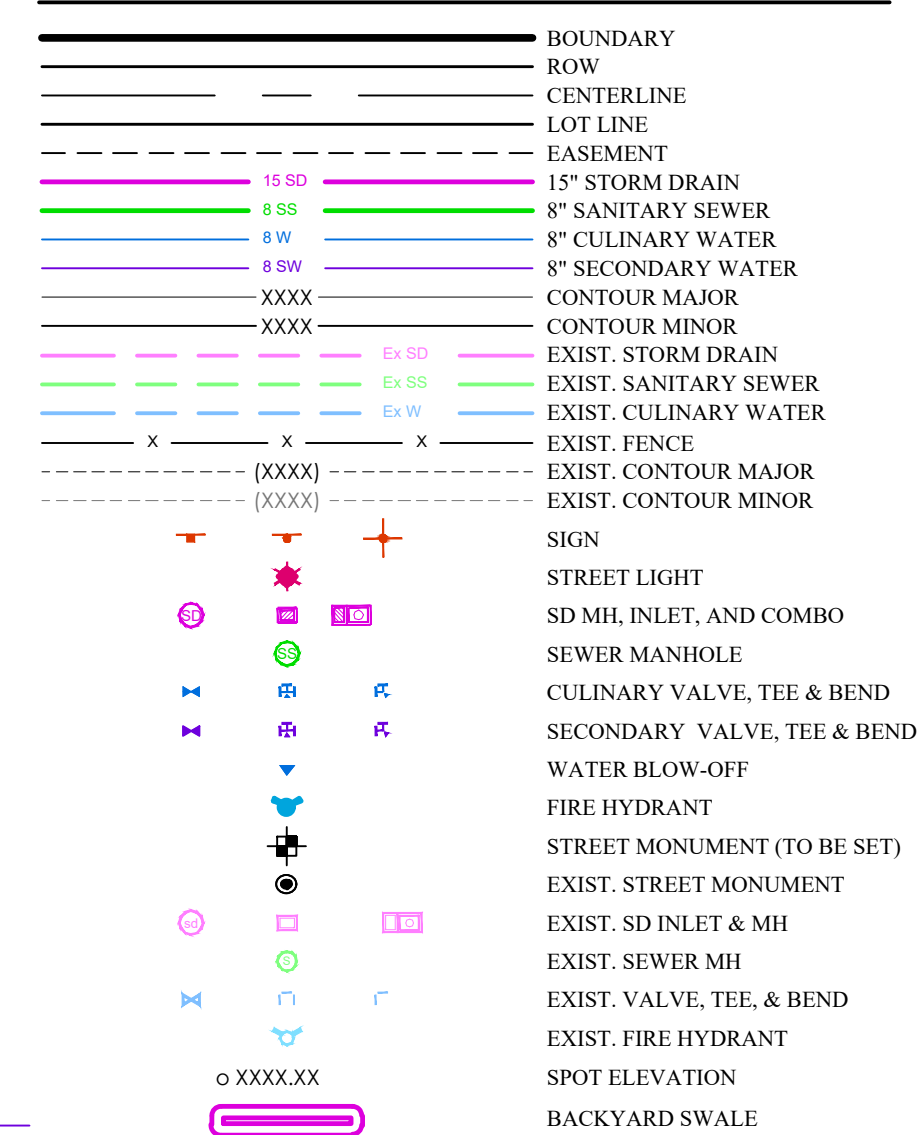 BOUNDARY
ROW
CENTERLINE
LOT LINE
EASEMENT
15 SD 15" STORM DRAIN
8 SS 8" SANITARY SEWER
8 W 8" CULINARY WATER
8 SW 8" SECONDARY WATER
XXXX CONTOUR MAJOR
XXXX CONTOUR MINOR
Ex SD EXIST. STORM DRAIN
Ex SS EXIST. SANITARY SEWER
Ex W EXIST. CULINARY WATER
X X X EXIST. FENCE
(XXXX) EXIST. CONTOUR MAJOR
(XXXX) EXIST. CONTOUR MINOR
SIGN
STREET LIGHT
SD SD MH, INLET, AND COMBO
SS SEWER MANHOLE
CULINARY VALVE, TEE & BEND
SECONDARY VALVE, TEE & BEND
WATER BLOW-OFF
FIRE HYDRANT
STREET MONUMENT (TO BE SET)
EXIST. STREET MONUMENT
sd EXIST. SD INLET & MH
S EXIST. SEWER MH
EXIST. VALVE, TEE, & BEND
EXIST. FIRE HYDRANT
XXXX.XX SPOT ELEVATION
BACKYARD SWALE